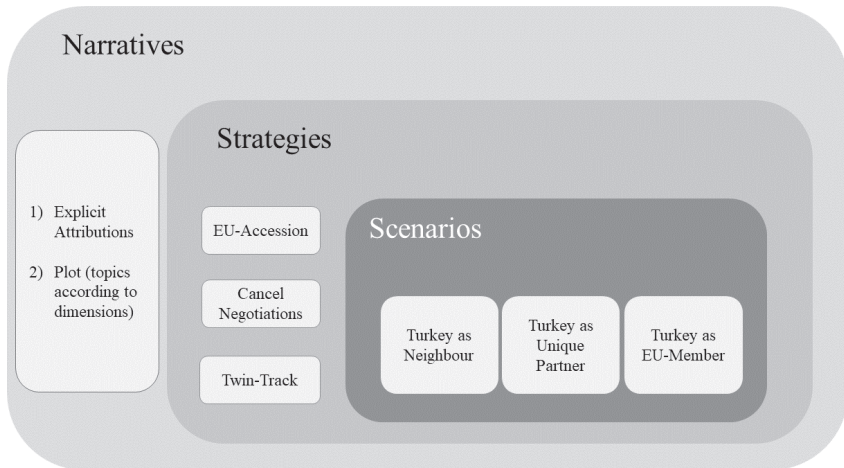 Narratives
Strategies
1) Explicit
Attributions
2) Plot (topics
according to
dimensions)
EU-Accession
Cancel
Negotiations
Twin-Track
Scenarios
Turkey as
Neighbour
Turkey as
Unique
Partner
Turkey as
EU-Member